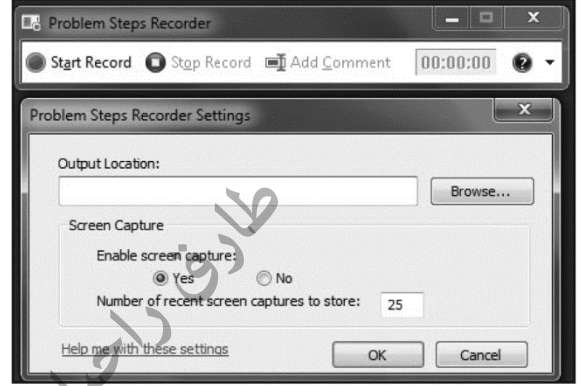 Problem Steps Recorder
Start Record Stop Record Add Comment 00:00:00
Problem Steps Recorder Settings
Output Location:
Browse...
Screen Capture
Enable screen capture:
Yes No
Number of recent screen captures to store: 25
Help me with these settings
OK Cancel
طارق